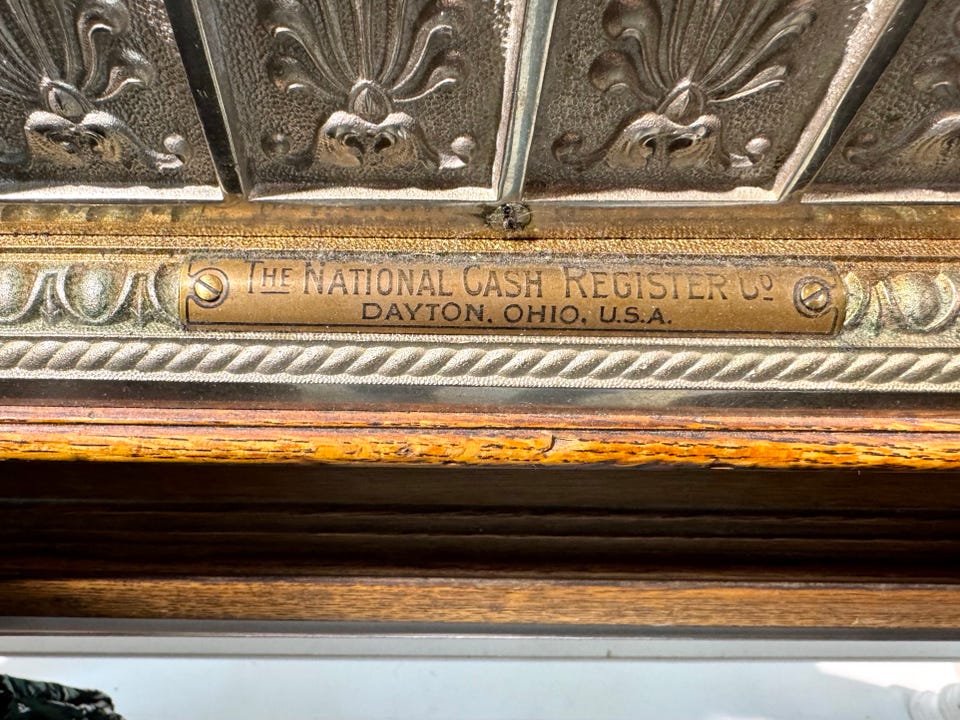 THE NATIONAL CASH REGISTER Co
DAYTON, OHIO, U.S.A.